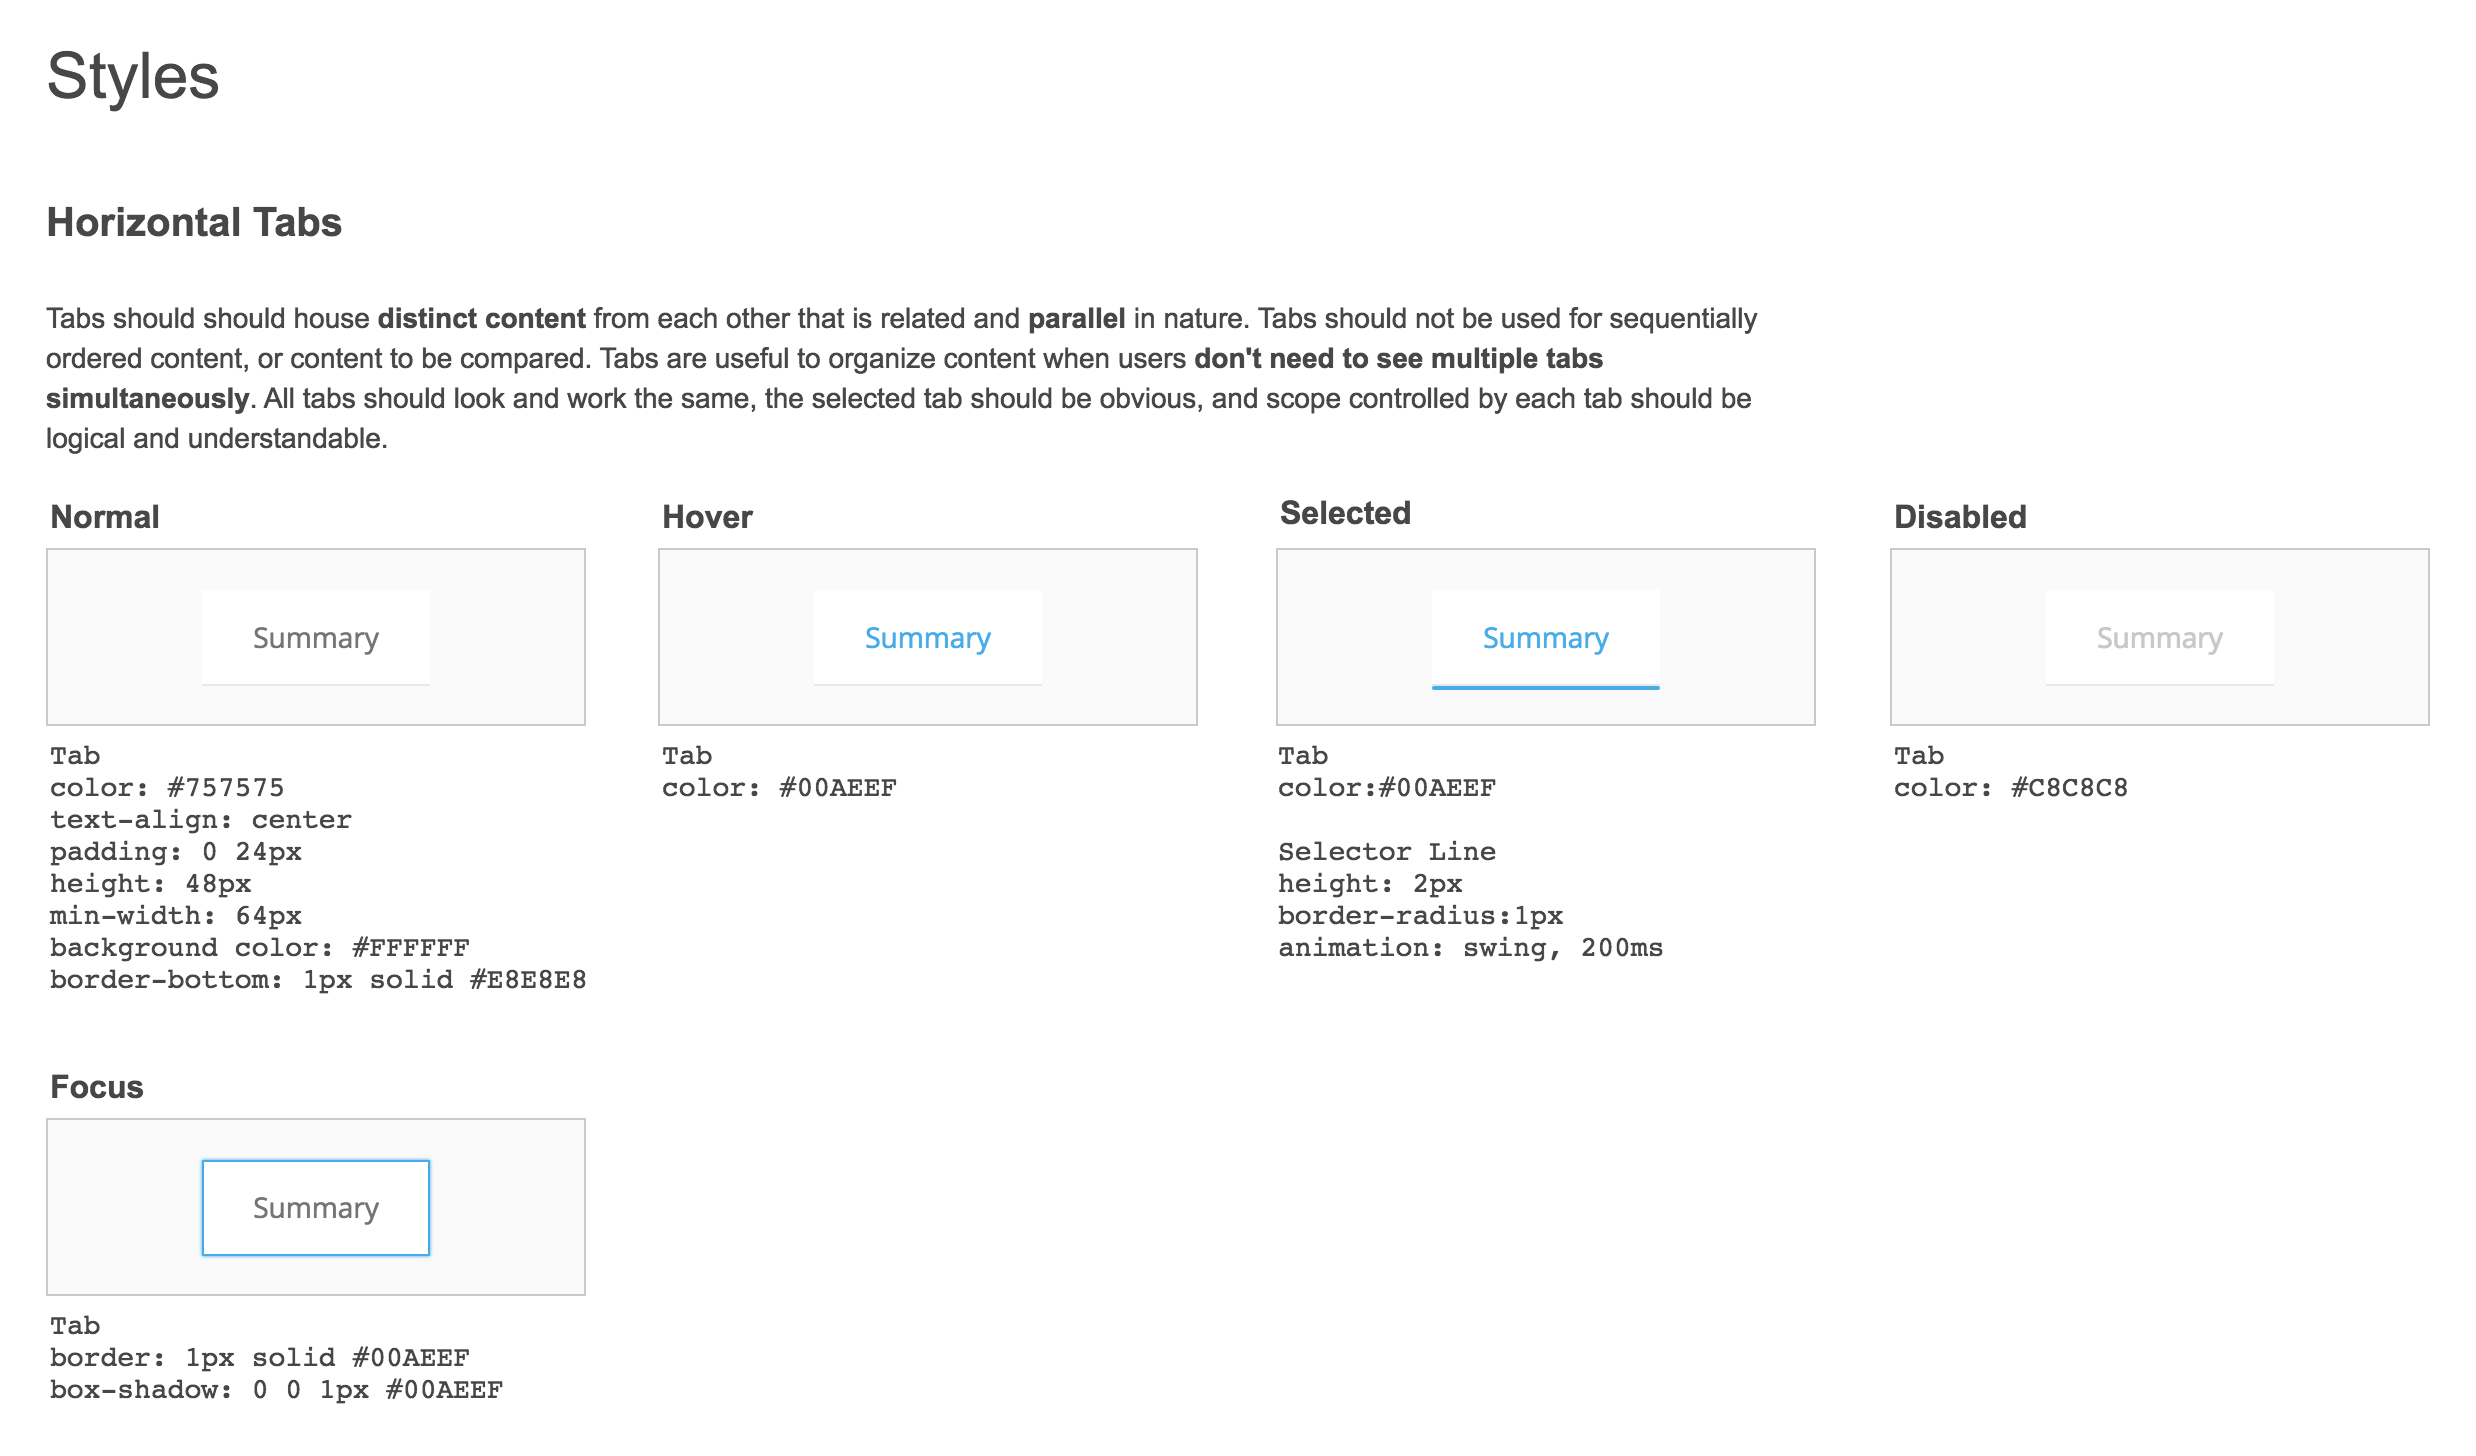 Styles
Horizontal Tabs
Tabs should should house distinct content from each other that is related and parallel in nature. Tabs should not be used for sequentially
ordered content, or content to be compared. Tabs are useful to organize content when users don't need to see multiple tabs
simultaneously. All tabs should look and work the same, the selected tab should be obvious, and scope controlled by each tab should be
logical and understandable.
Normal
Summary
Tab
color: #757575
text-align: center
padding: 0 24px
height: 48px
min-width: 64px
background color: #FFFFFF
border-bottom: 1px solid #E8E8E8
Hover
Summary
Tab
color: #00AEEF
Selected
Summary
Tab
color:#00AEEF
Selector Line
height: 2px
border-radius:1px
animation: swing, 200ms
Disabled
Summary
Tab
color: #C8C8C8
Focus
Summary
Tab
border: 1px solid #00AEEF
box-shadow: 0 0 1px #00AEEF